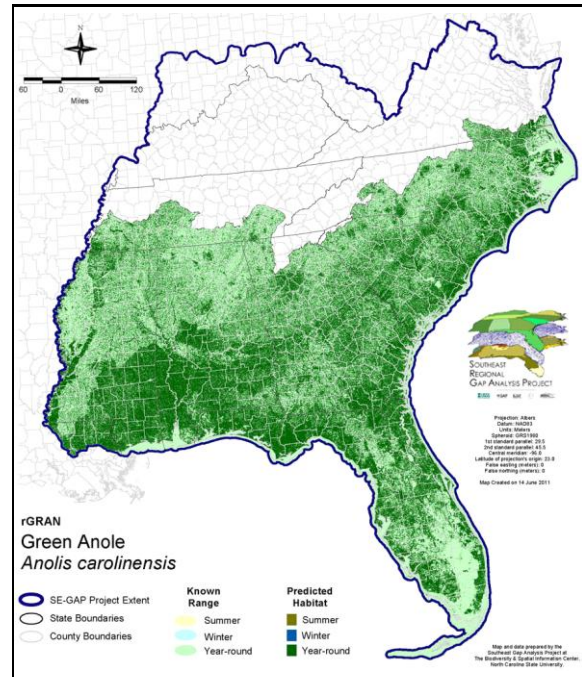 N
60 0 60 120
Miles
SOUTHEAST
REGIONAL
GAP ANALYSIS PROJECT
Projection: Albers
Datum: NAD83
Units: Meters
Spheroid: GRS1980
1st standard parallel: 29.5
2nd standard parallel: 45.5
Central meridian: -96.0
Latitude of projection's origin: 23.0
False easting (meters): 0
False northing (meters): 0
Map Created on 14 June 2011
rGRAN
Green Anole
Anolis carolinensis
SE-GAP Project Extent
State Boundaries
County Boundaries
Known
Range
Summer
Winter
Year-round
Predicted
Habitat
Summer
Winter
Year-round
Map and data prepared by the
Southeast Gap Analysis Project at
The Biodiversity & Spatial Information Center,
North Carolina State University.